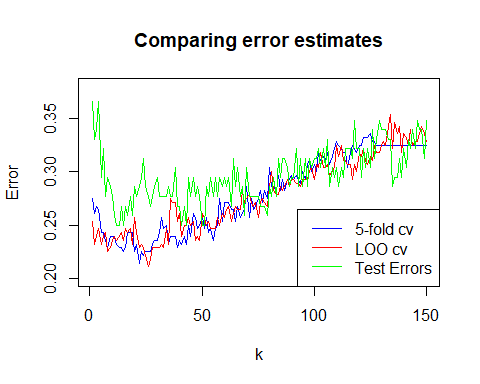 Comparing error estimates
Error
0.35
0.30
0.25
0.20
0
50
100
150
k
5-fold cv
LOO cv
Test Errors